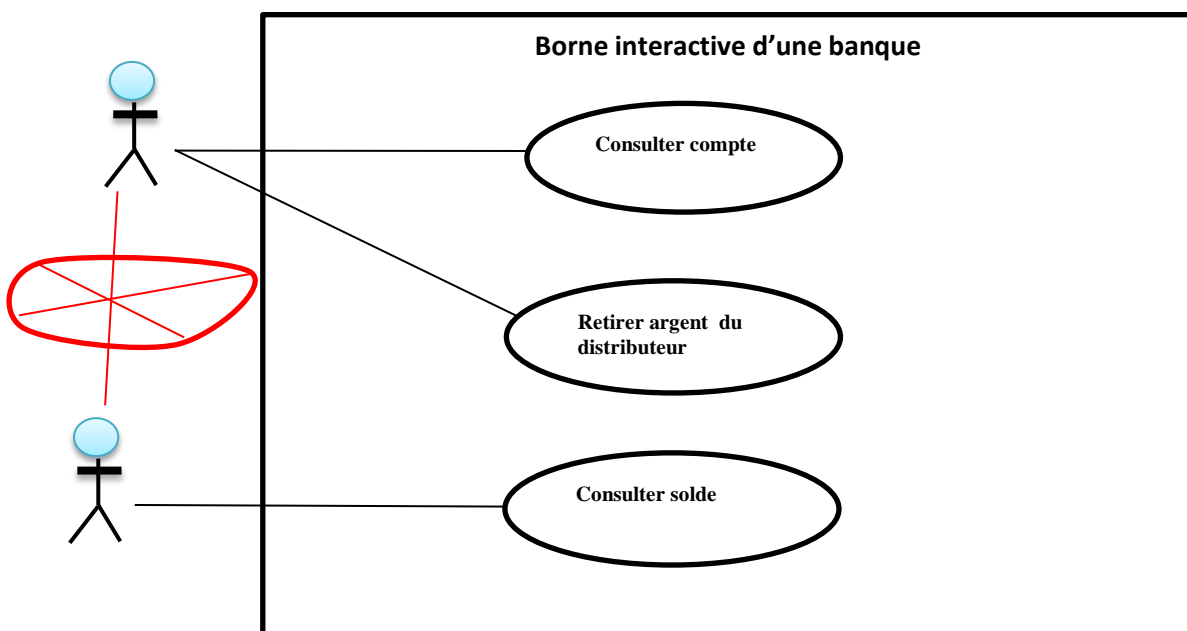 Borne interactive d’une banque
Consulter compte
Retirer argent du
distributeur
Consulter solde